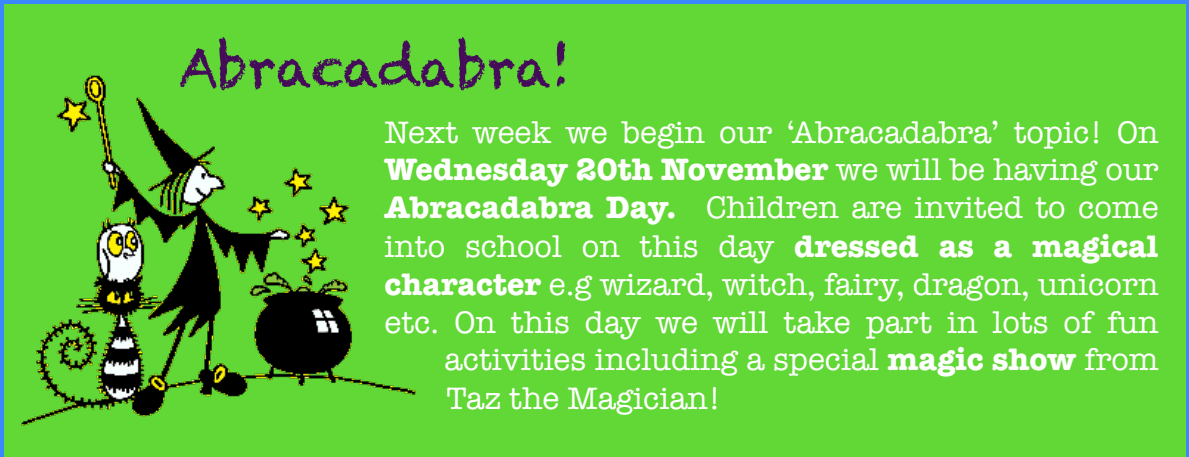 Abracadabra!
Next week we begin our ‘Abracadabra’ topic! On
Wednesday 20th November we will be having our
Abracadabra Day. Children are invited to come
into school on this day dressed as a magical
character e.g wizard, witch, fairy, dragon, unicorn
etc. On this day we will take part in lots of fun
activities including a special magic show from
Taz the Magician!